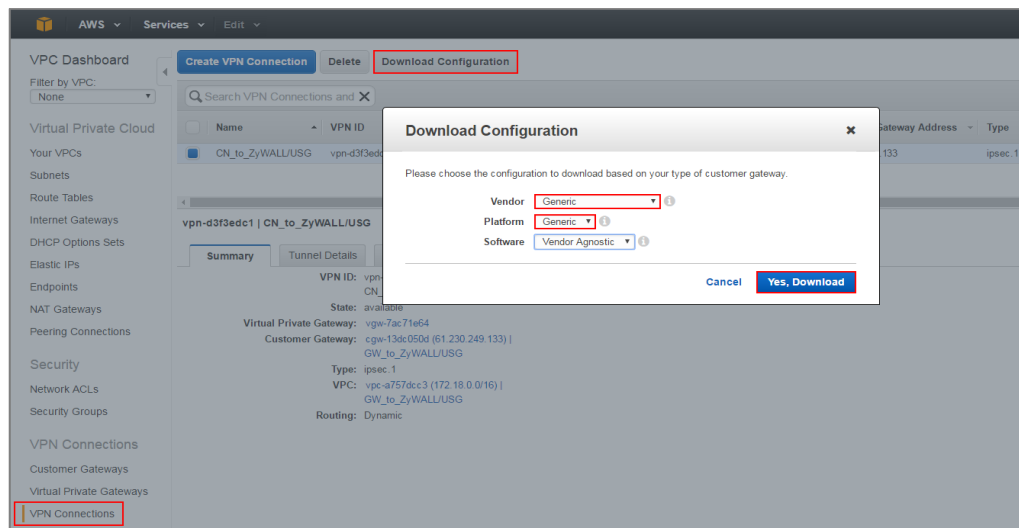 AWS Services Edit
VPC Dashboard
Filter by VPC:
None
Virtual Private Cloud
Your VPCs
Subnets
Route Tables
Internet Gateways
DHCP Options Sets
Elastic IPs
Endpoints
NAT Gateways
Peering Connections
Security
Network ACLs
Security Groups
VPN Connections
Customer Gateways
Virtual Private Gateways
VPN Connections
Create VPN Connection Delete Download Configuration
Search VPN Connections and X
Name VPN ID Gateway Address Type
CN_to_ZyWALL/USG vpn-d3f3edc 133 ipsec.1
vpn-d3f3edc1 | CN_to_ZyWALL/USG
Summary Tunnel Details
VPN ID: vpn-
CN_
State: available
Virtual Private Gateway: vgw-7ac71e64
Customer Gateway: cgw-13dc050d (61.230.249.133) |
GW_to_ZyWALL/USG
Type: ipsec.1
VPC: vpc-a757dcc3 (172.18.0.0/16) |
GW_to_ZyWALL/USG
Routing: Dynamic
Download Configuration
Please choose the configuration to download based on your type of customer gateway.
Vendor Generic
Platform Generic
Software Vendor Agnostic
Cancel Yes, Download